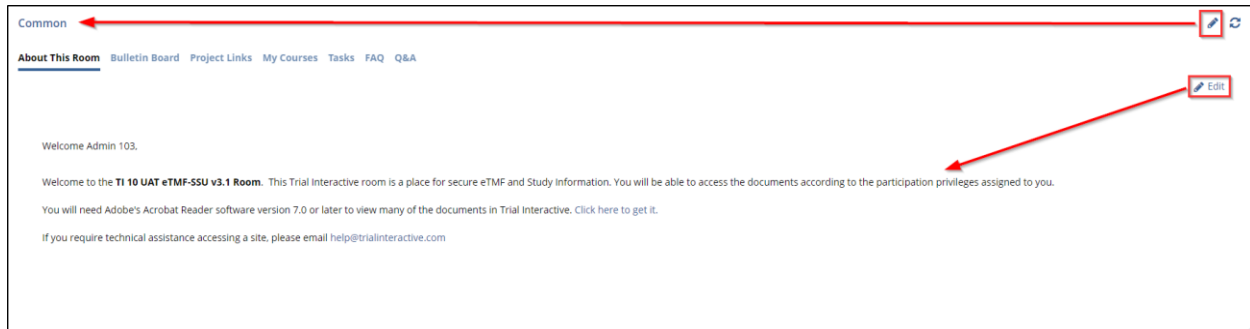 Common
About This Room Bulletin Board Project Links My Courses Tasks FAQ Q&A
Edit
Welcome Admin 103,
Welcome to the TI 10 UAT eTMF-SSU v3.1 Room. This Trial Interactive room is a place for secure eTMF and Study Information. You will be able to access the documents according to the participation privileges assigned to you.
You will need Adobe's Acrobat Reader software version 7.0 or later to view many of the documents in Trial Interactive. Click here to get it.
If you require technical assistance accessing a site, please email help@trialinteractive.com